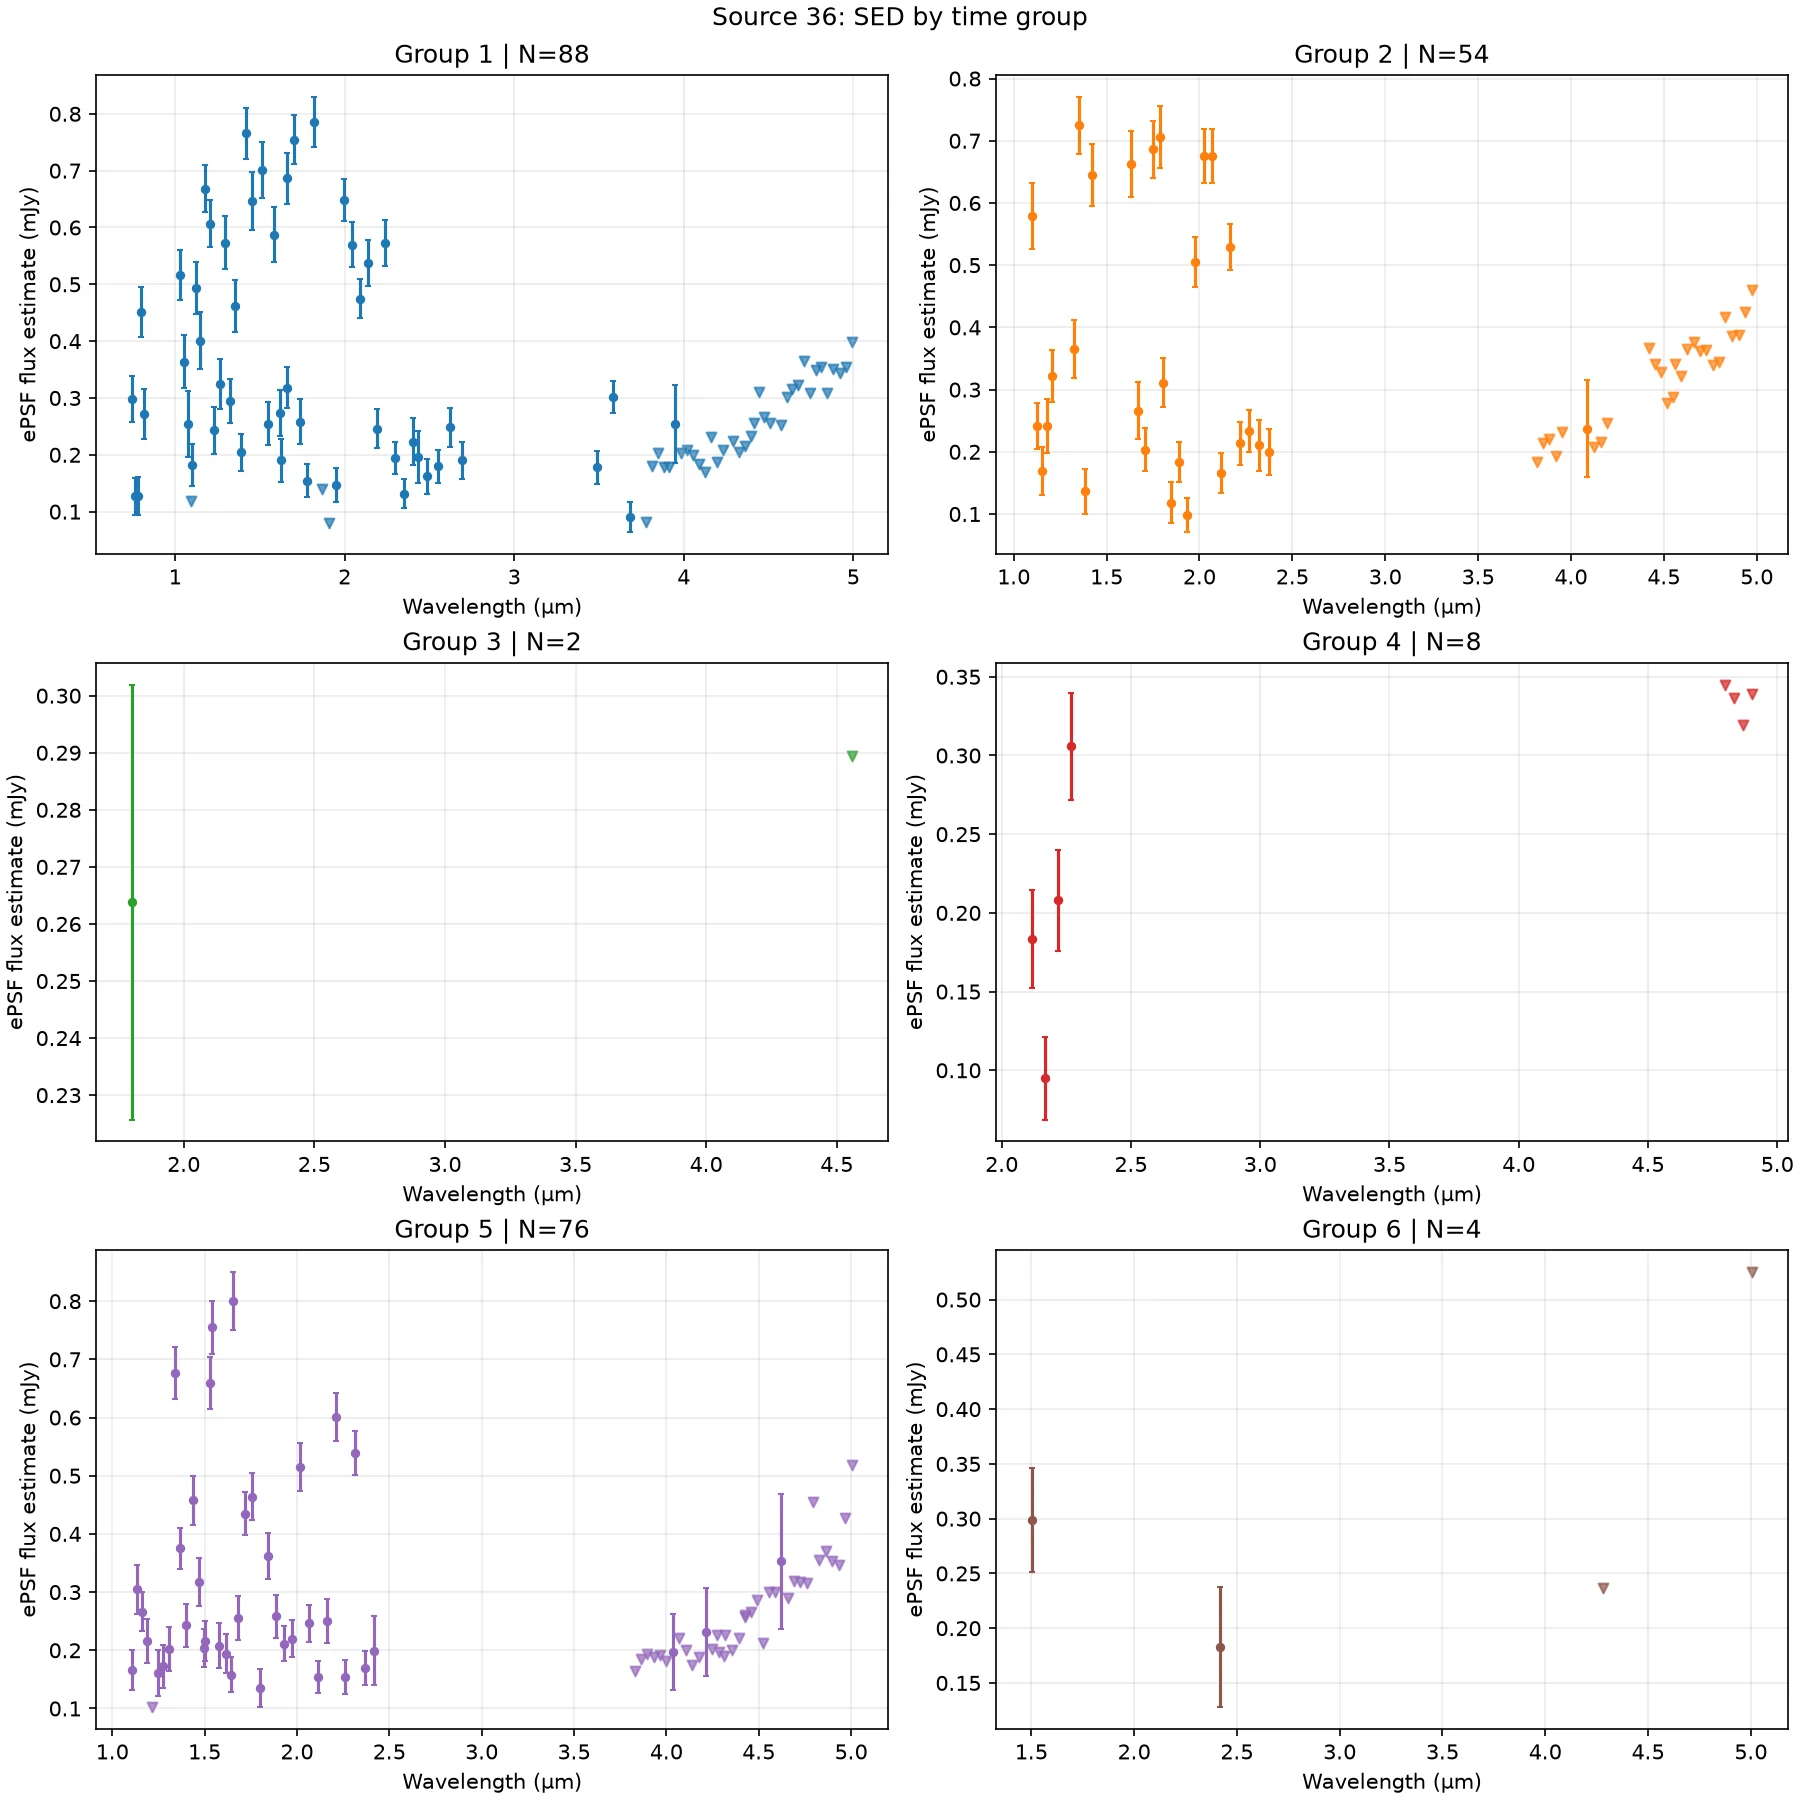 Source 36: SED by time group
Group 1 | N=88
ePSF flux estimate (mJy)
0.8
0.7
0.6
0.5
0.4
0.3
0.2
0.1
1 2 3 4 5
Wavelength (µm)
Group 2 | N=54
ePSF flux estimate (mJy)
0.8
0.7
0.6
0.5
0.4
0.3
0.2
0.1
1.0 1.5 2.0 2.5 3.0 3.5 4.0 4.5 5.0
Wavelength (µm)
Group 3 | N=2
ePSF flux estimate (mJy)
0.30
0.29
0.28
0.27
0.26
0.25
0.24
0.23
2.0 2.5 3.0 3.5 4.0 4.5
Wavelength (µm)
Group 4 | N=8
ePSF flux estimate (mJy)
0.35
0.30
0.25
0.20
0.15
0.10
2.0 2.5 3.0 3.5 4.0 4.5 5.0
Wavelength (µm)
Group 5 | N=76
ePSF flux estimate (mJy)
0.8
0.7
0.6
0.5
0.4
0.3
0.2
0.1
1.0 1.5 2.0 2.5 3.0 3.5 4.0 4.5 5.0
Wavelength (µm)
Group 6 | N=4
ePSF flux estimate (mJy)
0.50
0.45
0.40
0.35
0.30
0.25
0.20
0.15
1.5 2.0 2.5 3.0 3.5 4.0 4.5 5.0
Wavelength (µm)